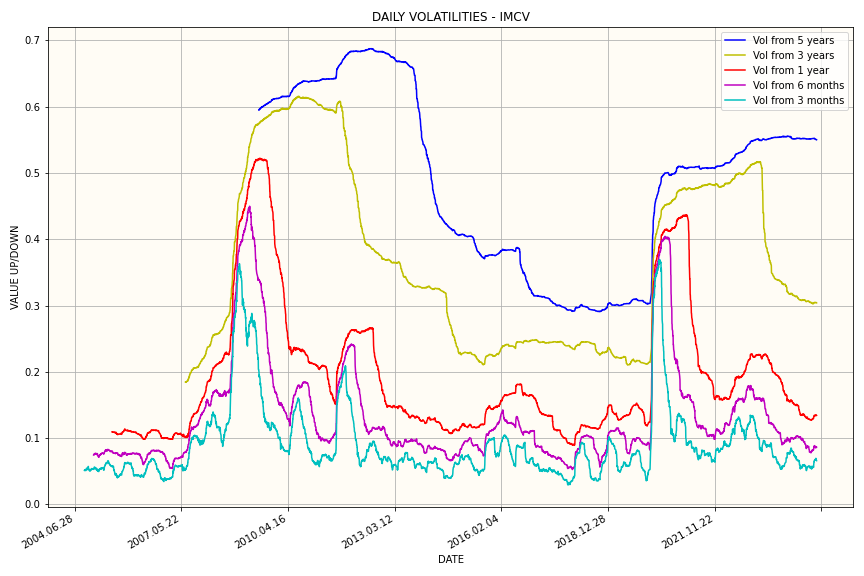 DAILY VOLATILITIES - IMCV
Vol from 5 years
Vol from 3 years
Vol from 1 year
Vol from 6 months
Vol from 3 months
VALUE UP/DOWN
0.7
0.6
0.5
0.4
0.3
0.2
0.1
0.0
2004.06.28
2007.05.22
2010.04.16
2013.03.12
2016.02.04
2018.12.28
2021.11.22
DATE